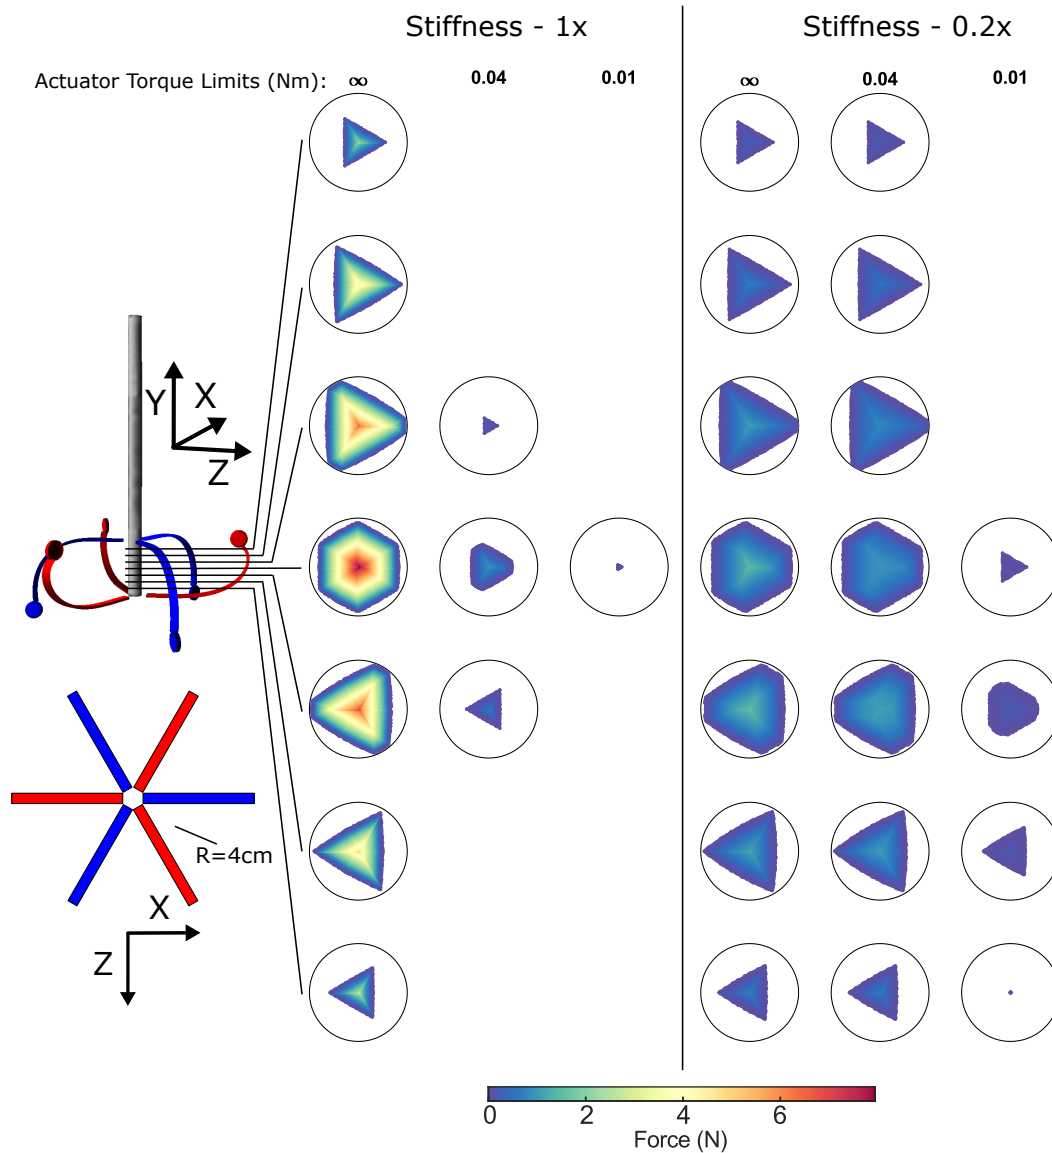 Stiffness - 1x
Stiffness - 0.2x
Actuator Torque Limits (Nm): ∞ 0.04 0.01 ∞ 0.04 0.01
Y
X
Z
R=4cm
X
Z
0 2 4 6
Force (N)